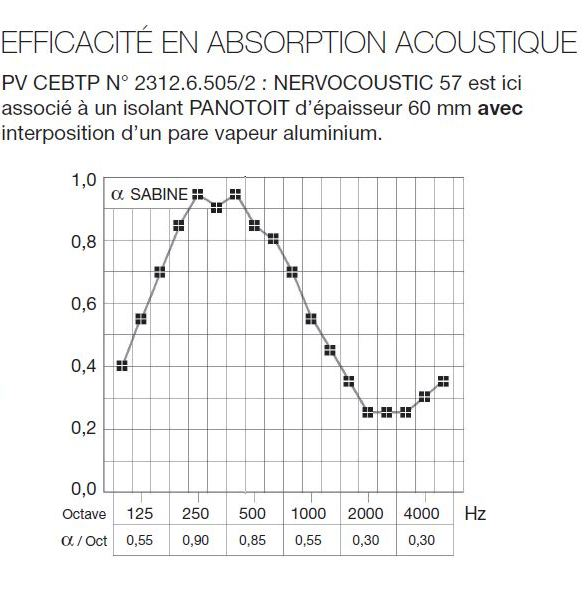 EFFICACITÉ EN ABSORPTION ACOUSTIQUE
PV CEBTP N° 2312.6.505/2 : NERVOCOUSTIC 57 est ici
associé à un isolant PANOTOIT d’épaisseur 60 mm avec
interposition d’un pare vapeur aluminium.
1,0
α SABINE
0,8
0,6
0,4
0,2
0,0
Octave 125 250 500 1000 2000 4000 Hz
α / Oct 0,55 0,90 0,85 0,55 0,30 0,30